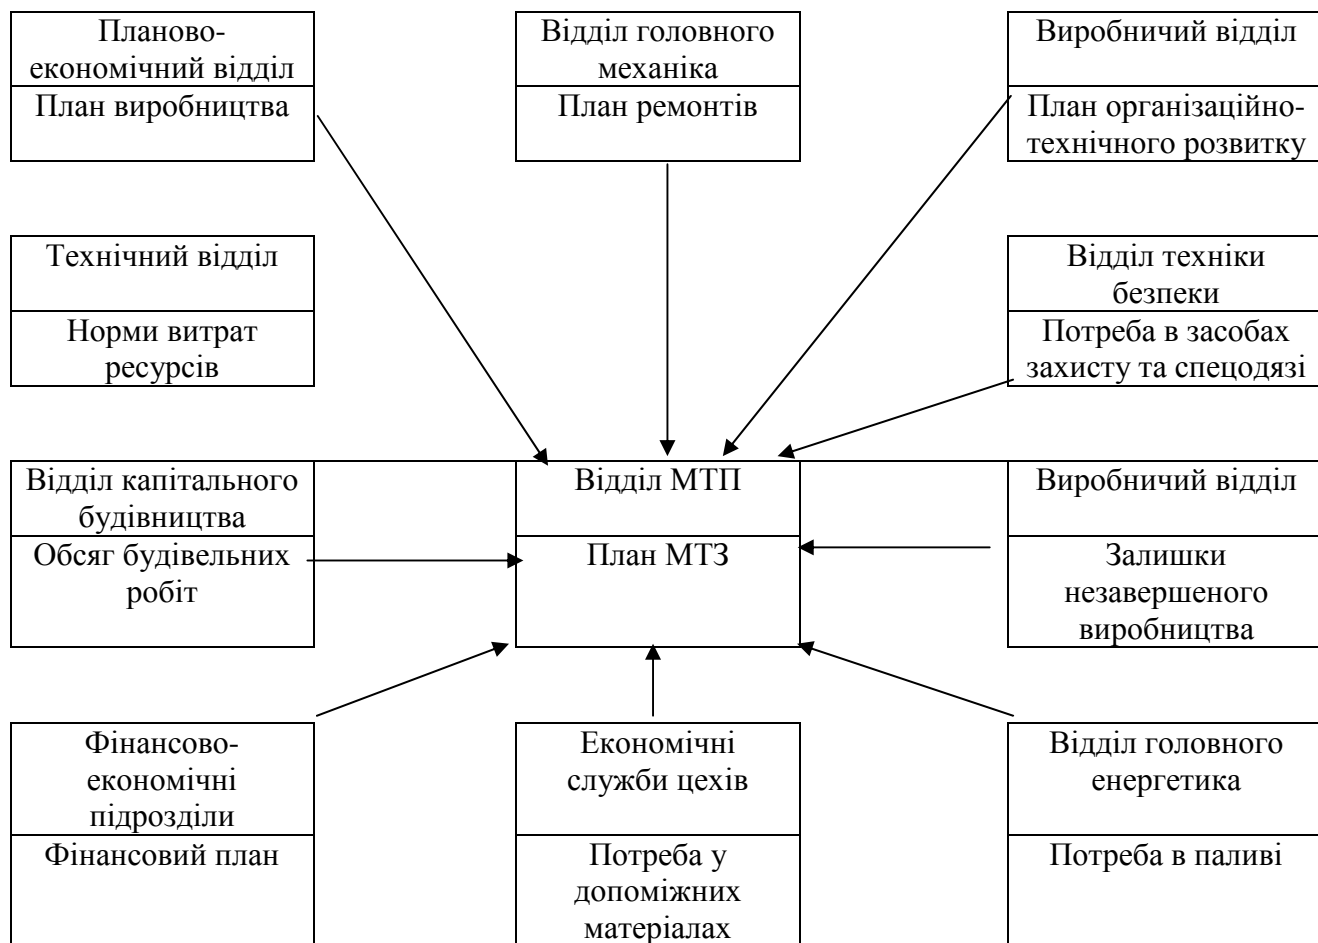 Планово-
економічний відділ
План виробництва
Відділ головного
механіка
План ремонтів
Виробничий відділ
План організаційно-
технічного розвитку
Технічний відділ
Норми витрат
ресурсів
Відділ техніки
безпеки
Потреба в засобах
захисту та спецодязі
Відділ капітального
будівництва
Обсяг будівельних
робіт
Відділ МТП
План МТЗ
Виробничий відділ
Залишки
незавершеного
виробництва
Фінансово-
економічні
підрозділи
Фінансовий план
Економічні
служби цехів
Потреба у
допоміжних
матеріалах
Відділ головного
енергетика
Потреба в паливі